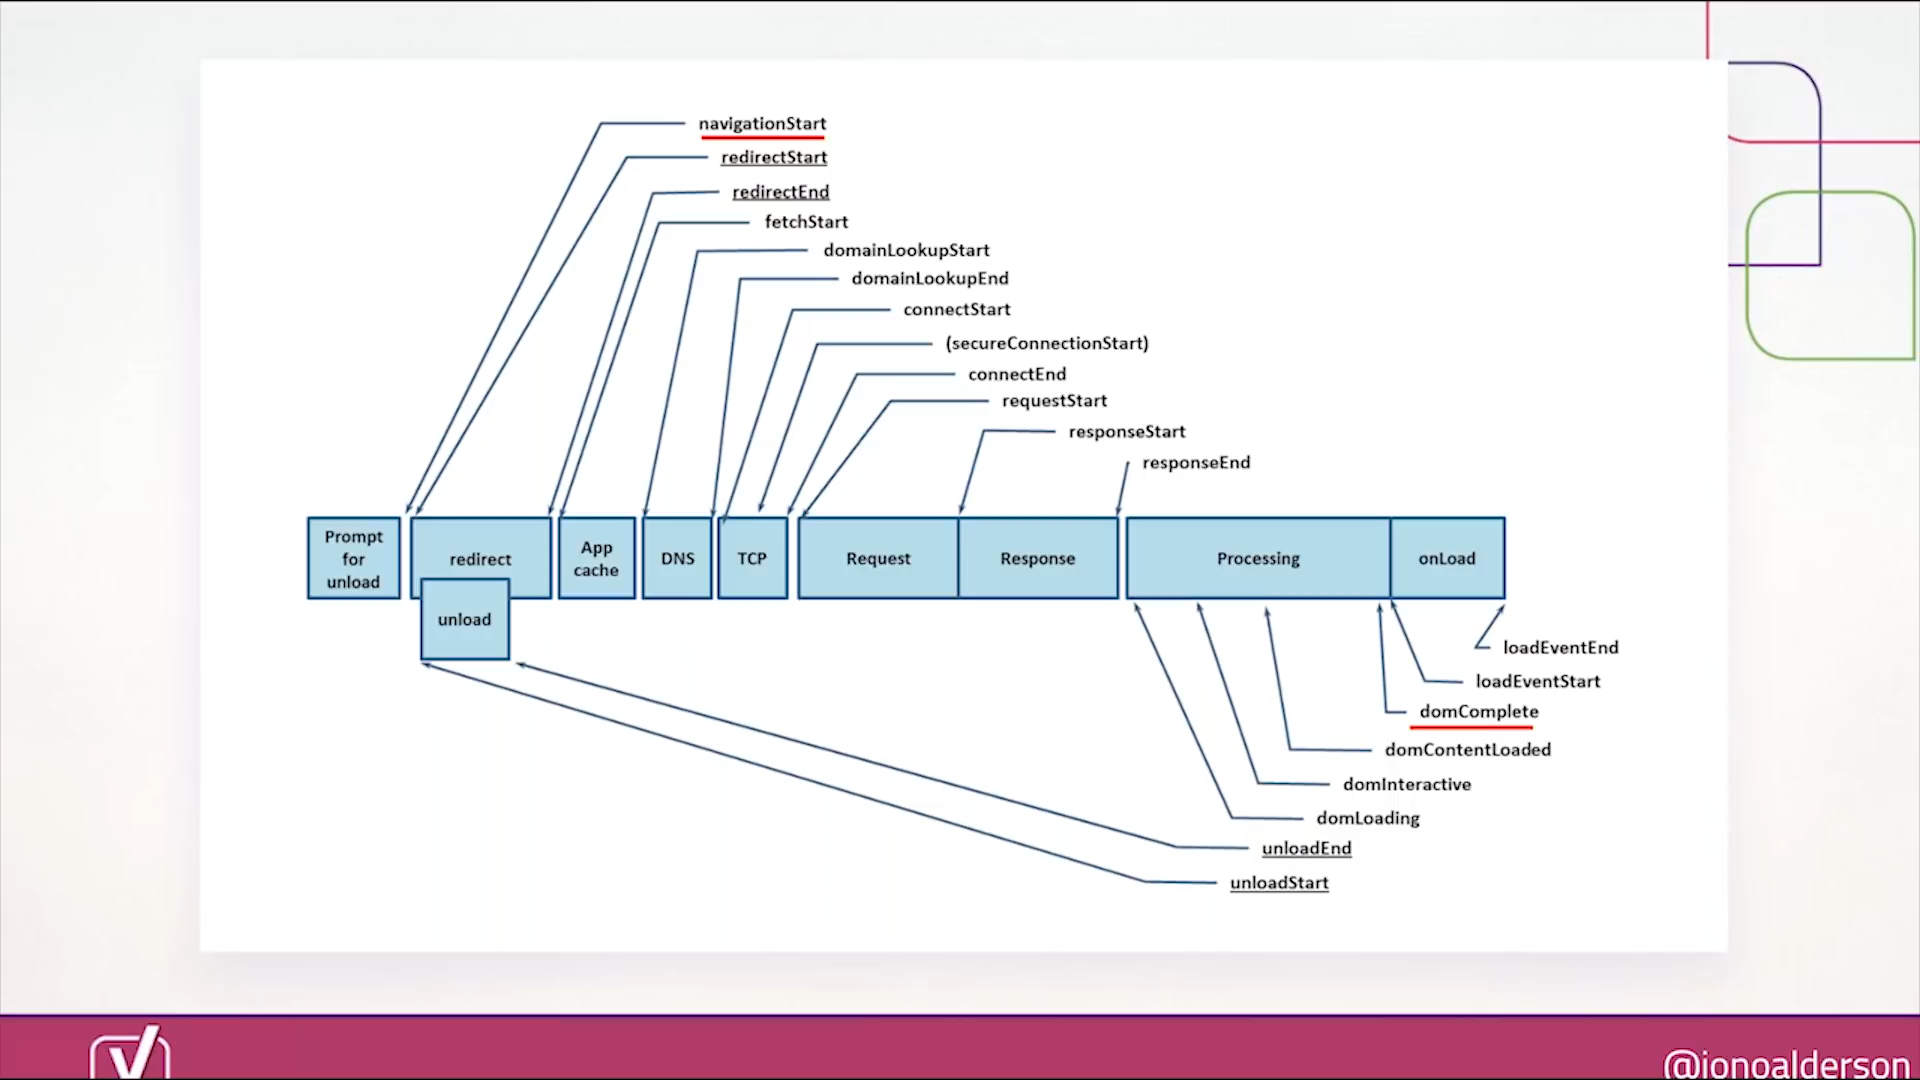 navigationStart
redirectStart
redirectEnd
fetchStart
domainLookupStart
domainLookupEnd
connectStart
(secureConnectionStart)
connectEnd
requestStart
responseStart
responseEnd
Prompt
for
unload
redirect
unload
App
cache
DNS
TCP
Request
Response
Processing
onLoad
loadEventEnd
loadEventStart
domComplete
domContentLoaded
domInteractive
domLoading
unloadEnd
unloadStart
@jonoalderson